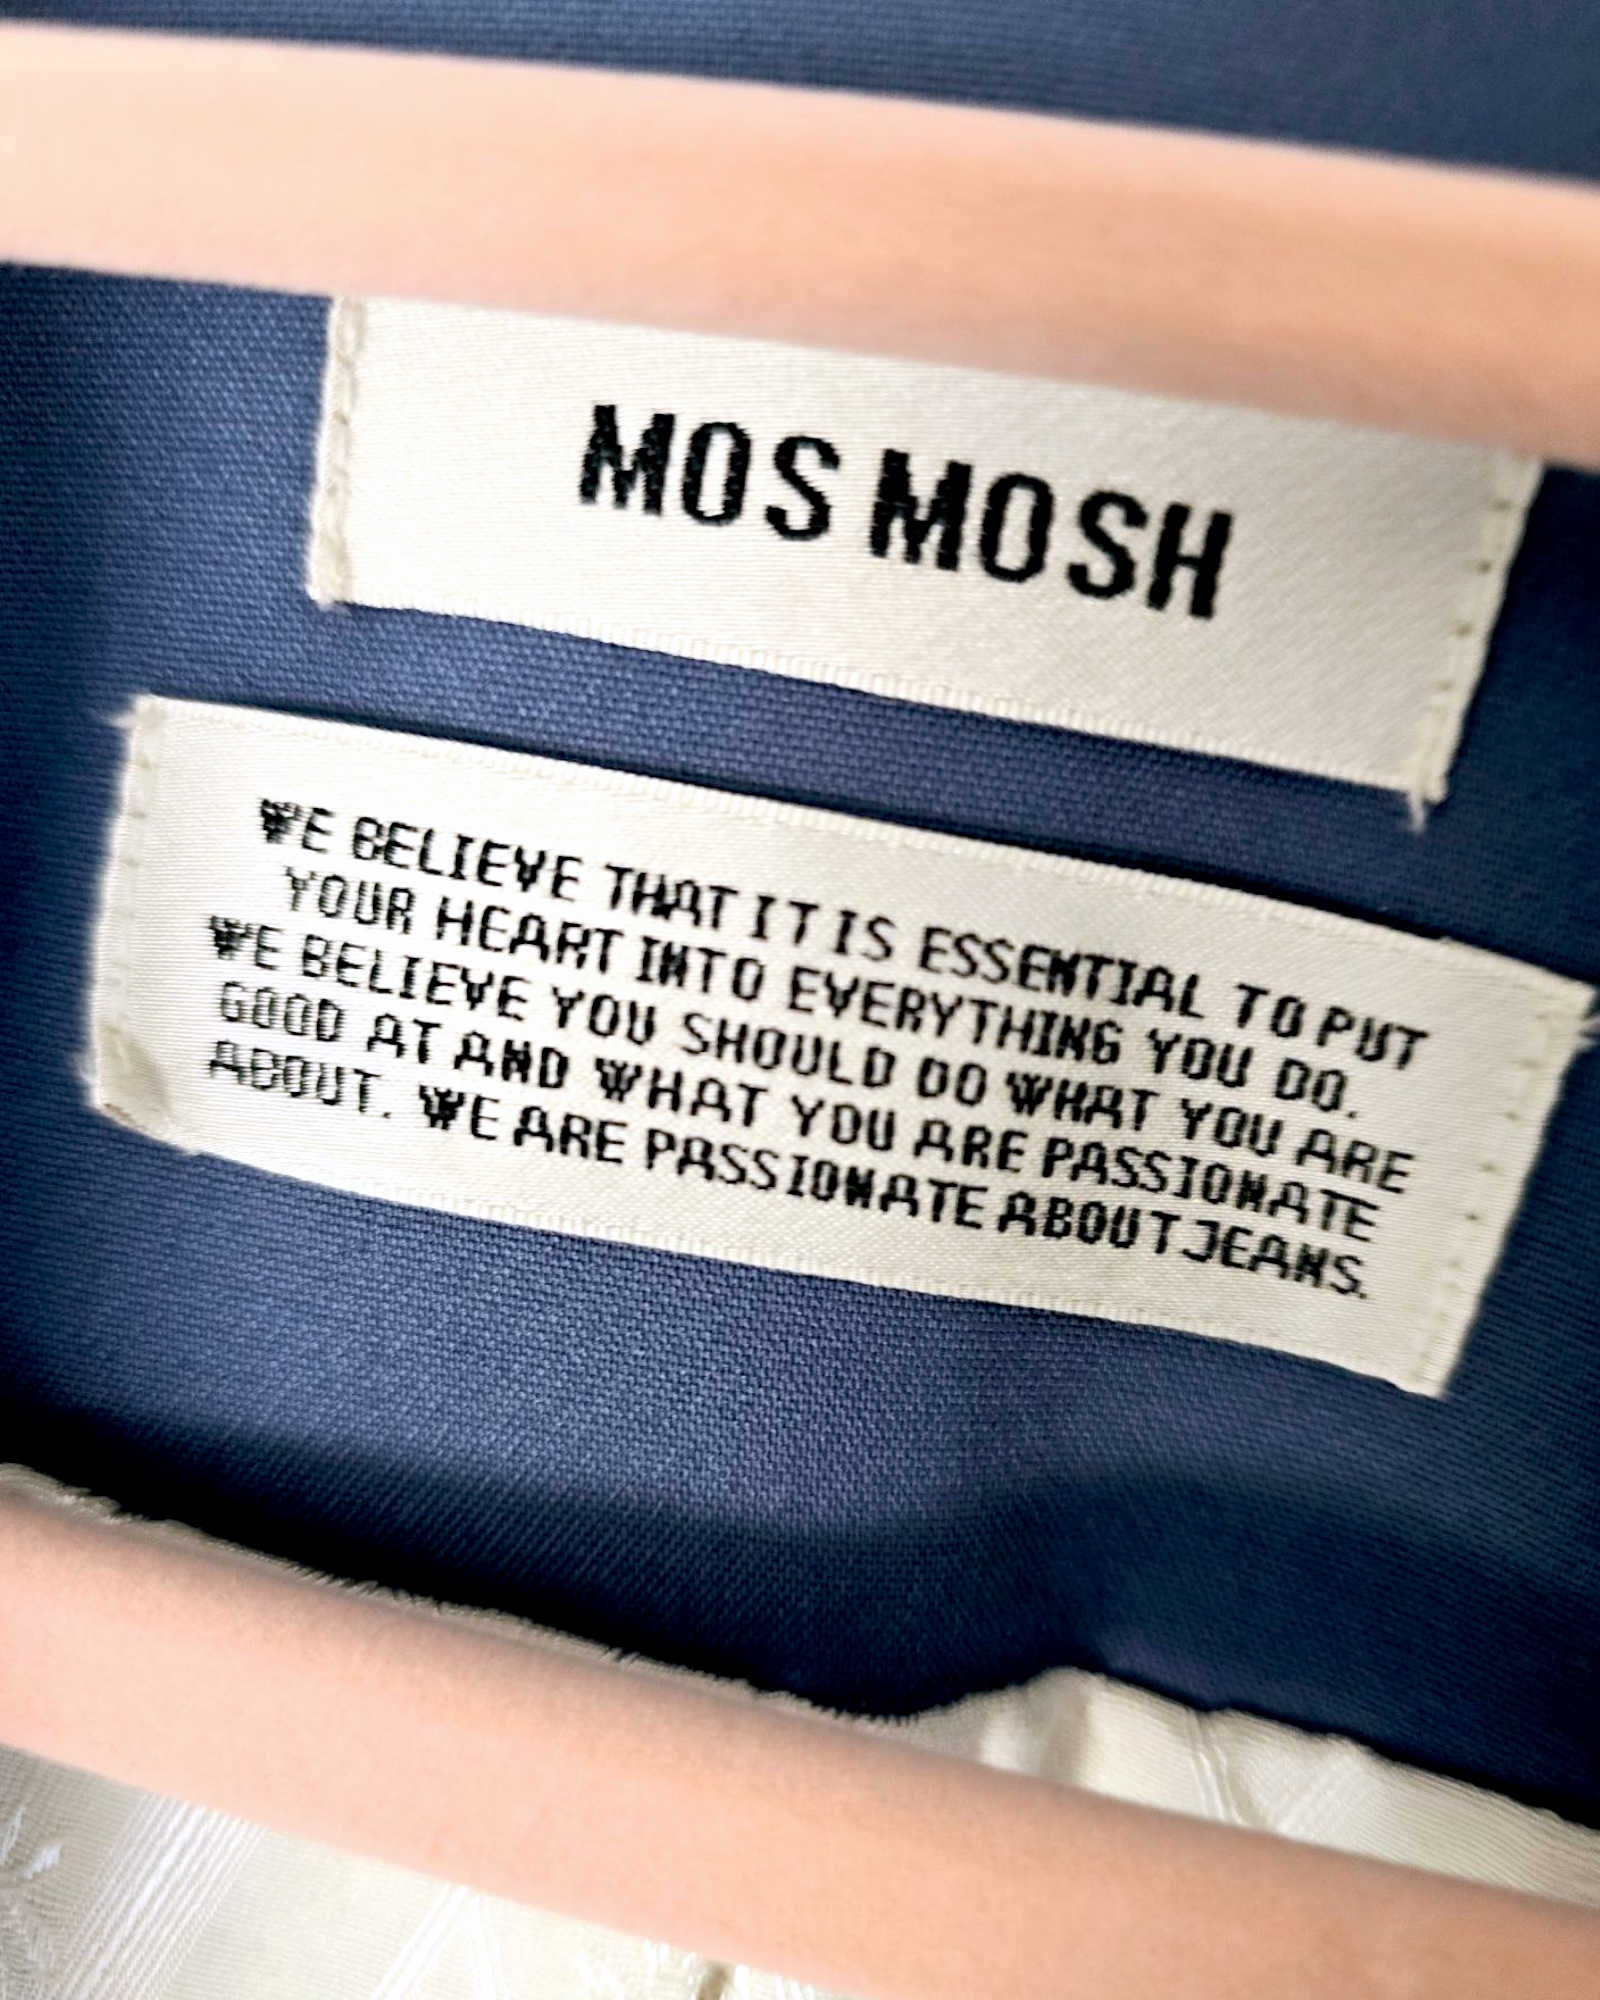 MOS MOSH
WE BELIEVE THAT IT IS ESSENTIAL TO PUT
YOUR HEART INTO EVERYTHING YOU DO.
WE BELIEVE YOU SHOULD DO WHAT YOU ARE
GOOD AT AND WHAT YOU ARE PASSIONATE
ABOUT. WE ARE PASSIONATE ABOUT JEANS.